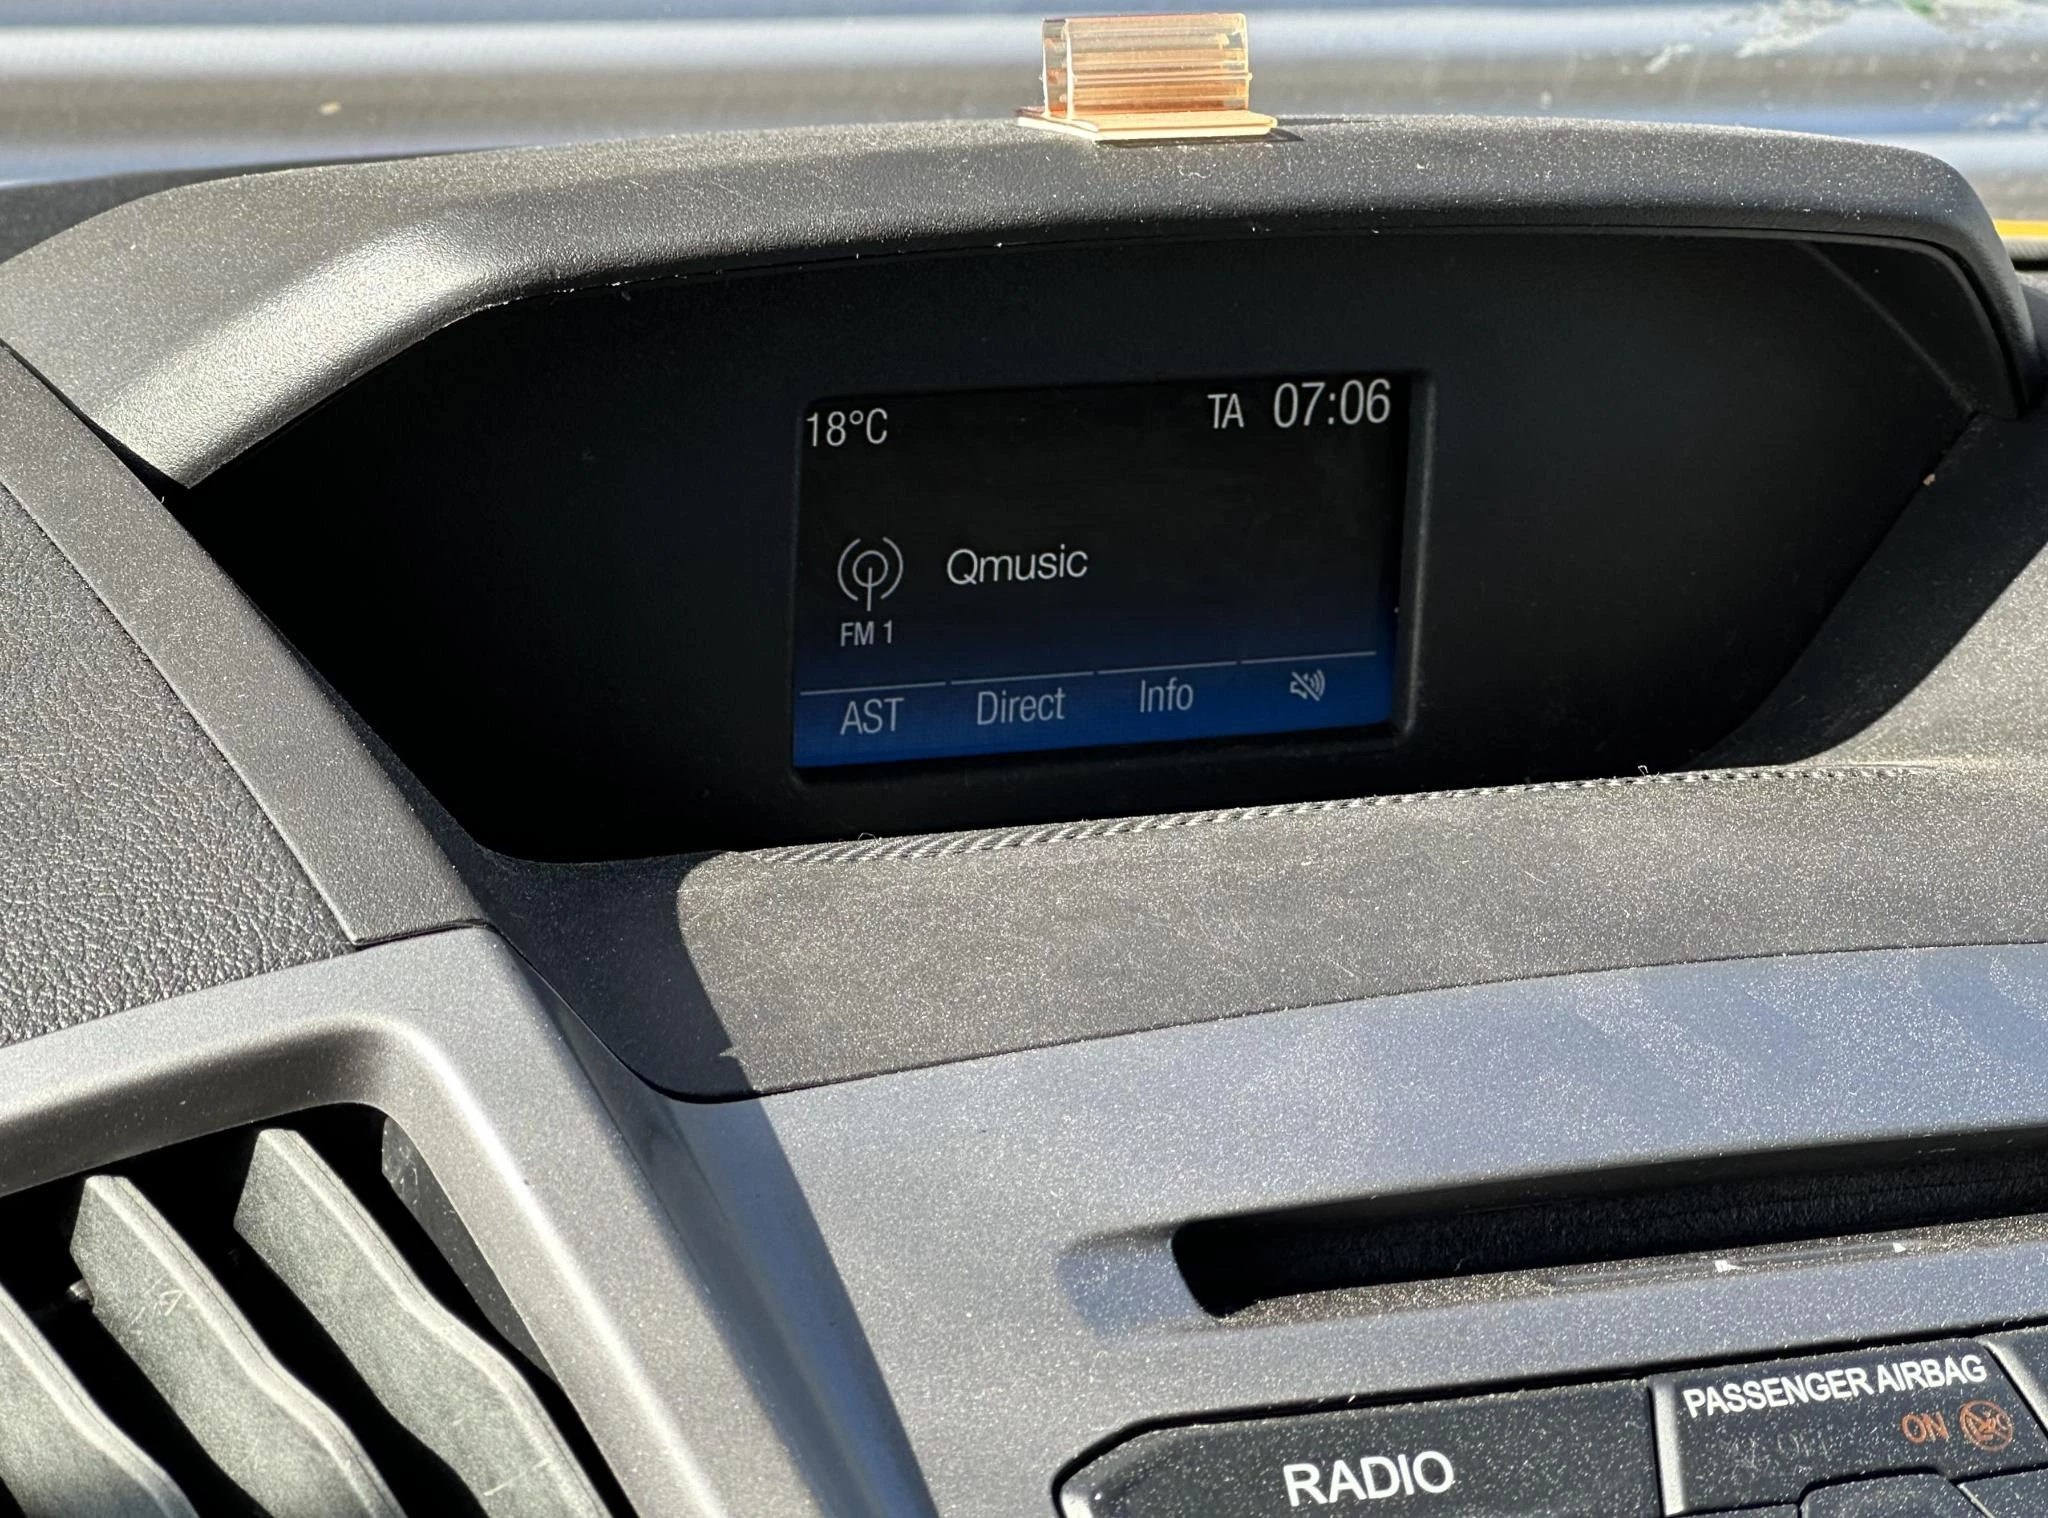 18°C TA 07:06
Qmusic
FM 1
AST Direct Info
PASSENGER AIRBAG
ON
RADIO